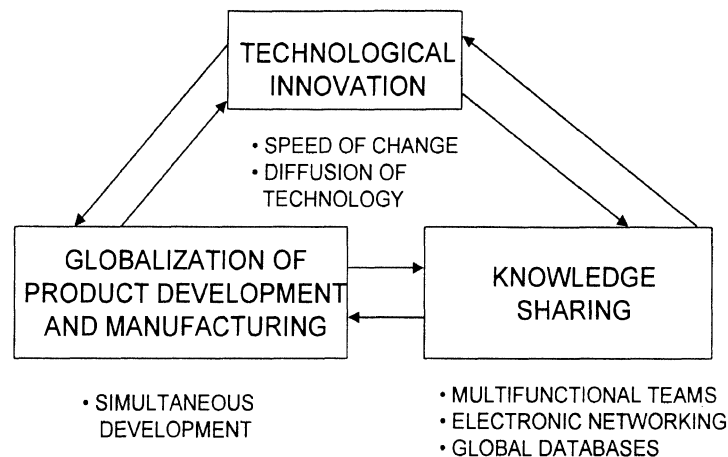 TECHNOLOGICAL
INNOVATION
• SPEED OF CHANGE
• DIFFUSION OF
TECHNOLOGY
GLOBALIZATION OF
PRODUCT DEVELOPMENT
AND MANUFACTURING
KNOWLEDGE
SHARING
• SIMULTANEOUS
DEVELOPMENT
• MULTIFUNCTIONAL TEAMS
• ELECTRONIC NETWORKING
• GLOBAL DATABASES